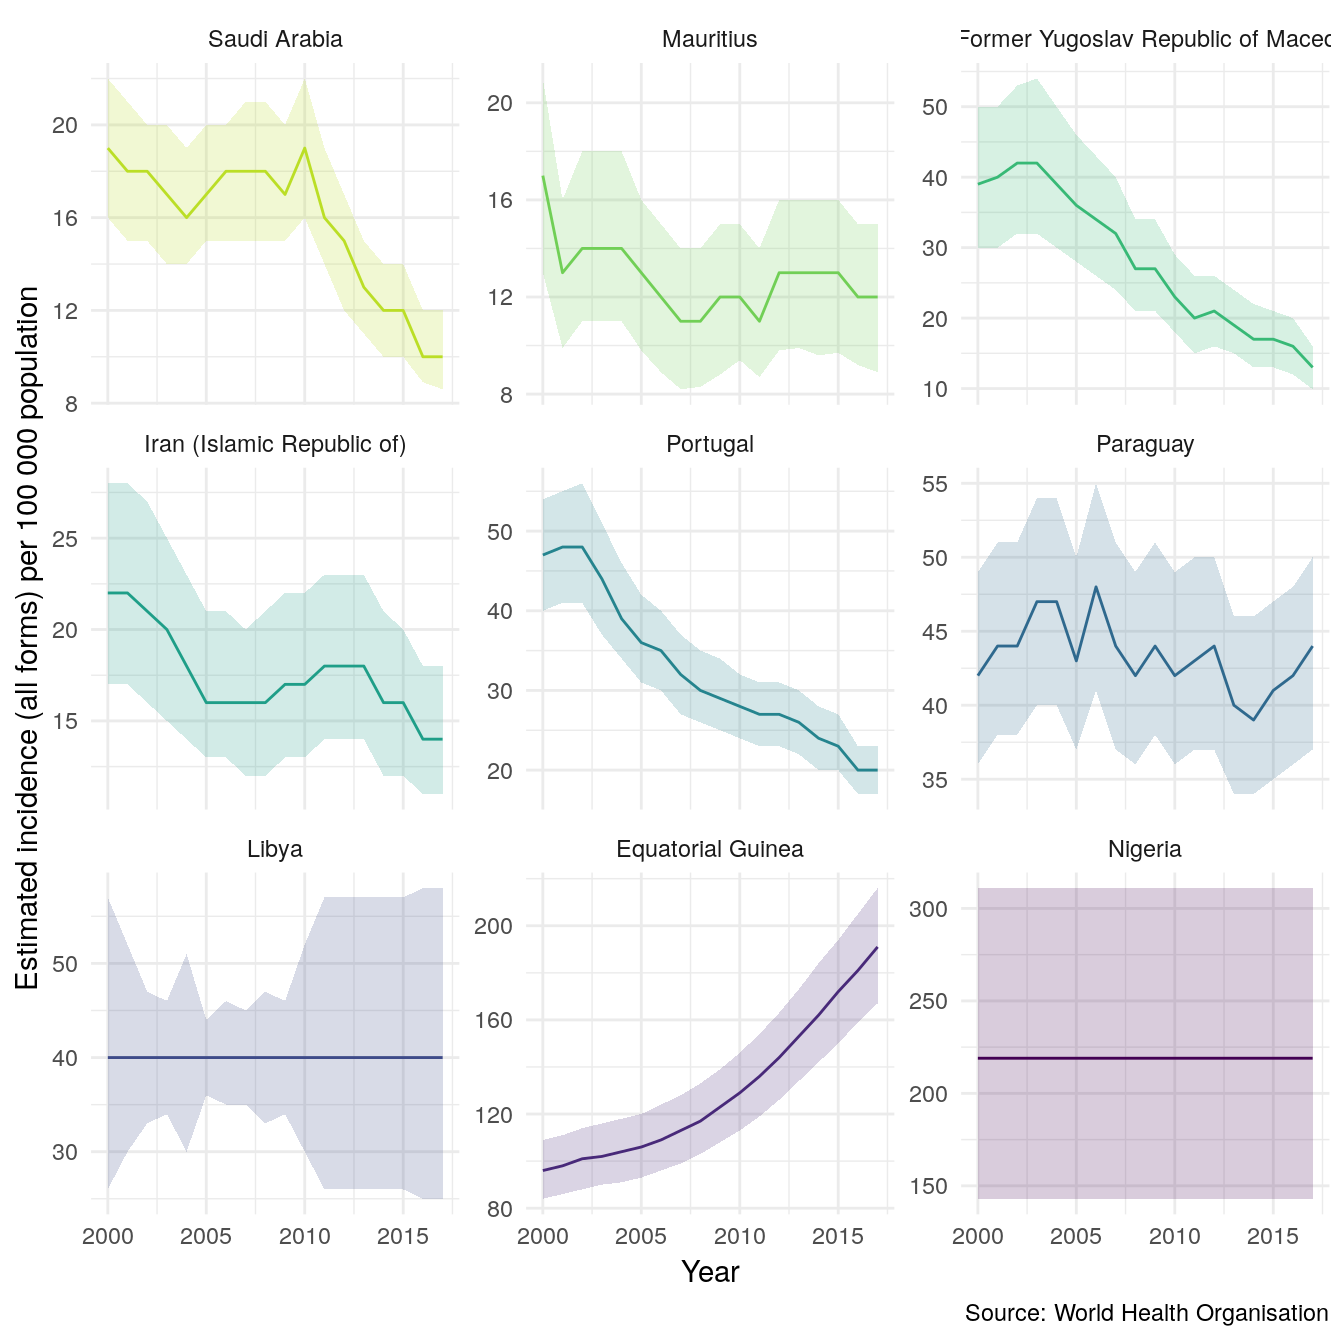 Saudi Arabia
Mauritius
Former Yugoslav Republic of Maced
20
16
12
8
20
16
12
8
50
40
30
20
10
Iran (Islamic Republic of)
Portugal
Paraguay
25
20
15
50
40
30
20
55
50
45
40
35
Libya
Equatorial Guinea
Nigeria
50
40
30
200
160
120
80
300
250
200
150
2000 2005 2010 2015
2000 2005 2010 2015
2000 2005 2010 2015
Estimated incidence (all forms) per 100 000 population
Year
Source: World Health Organisation